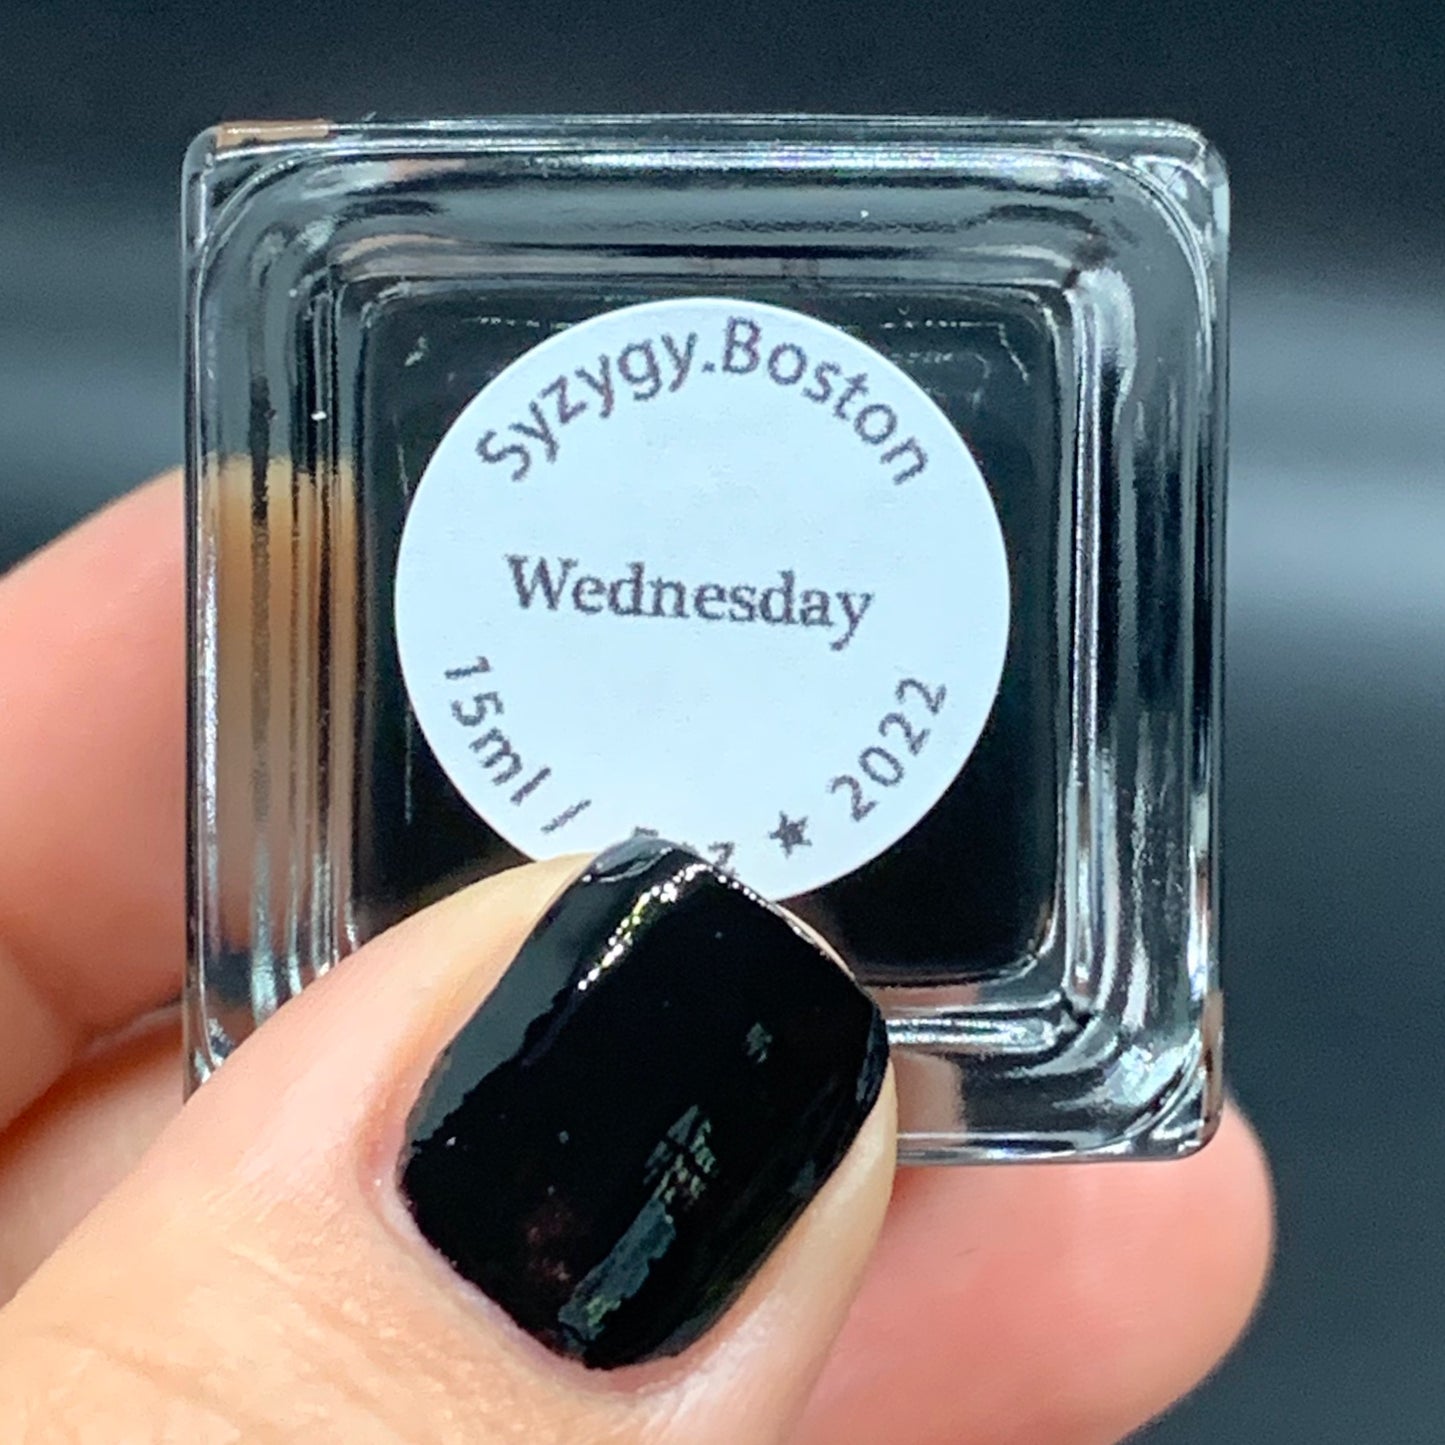 Syzygy.Boston
Wednesday
15ml /
★ 2022